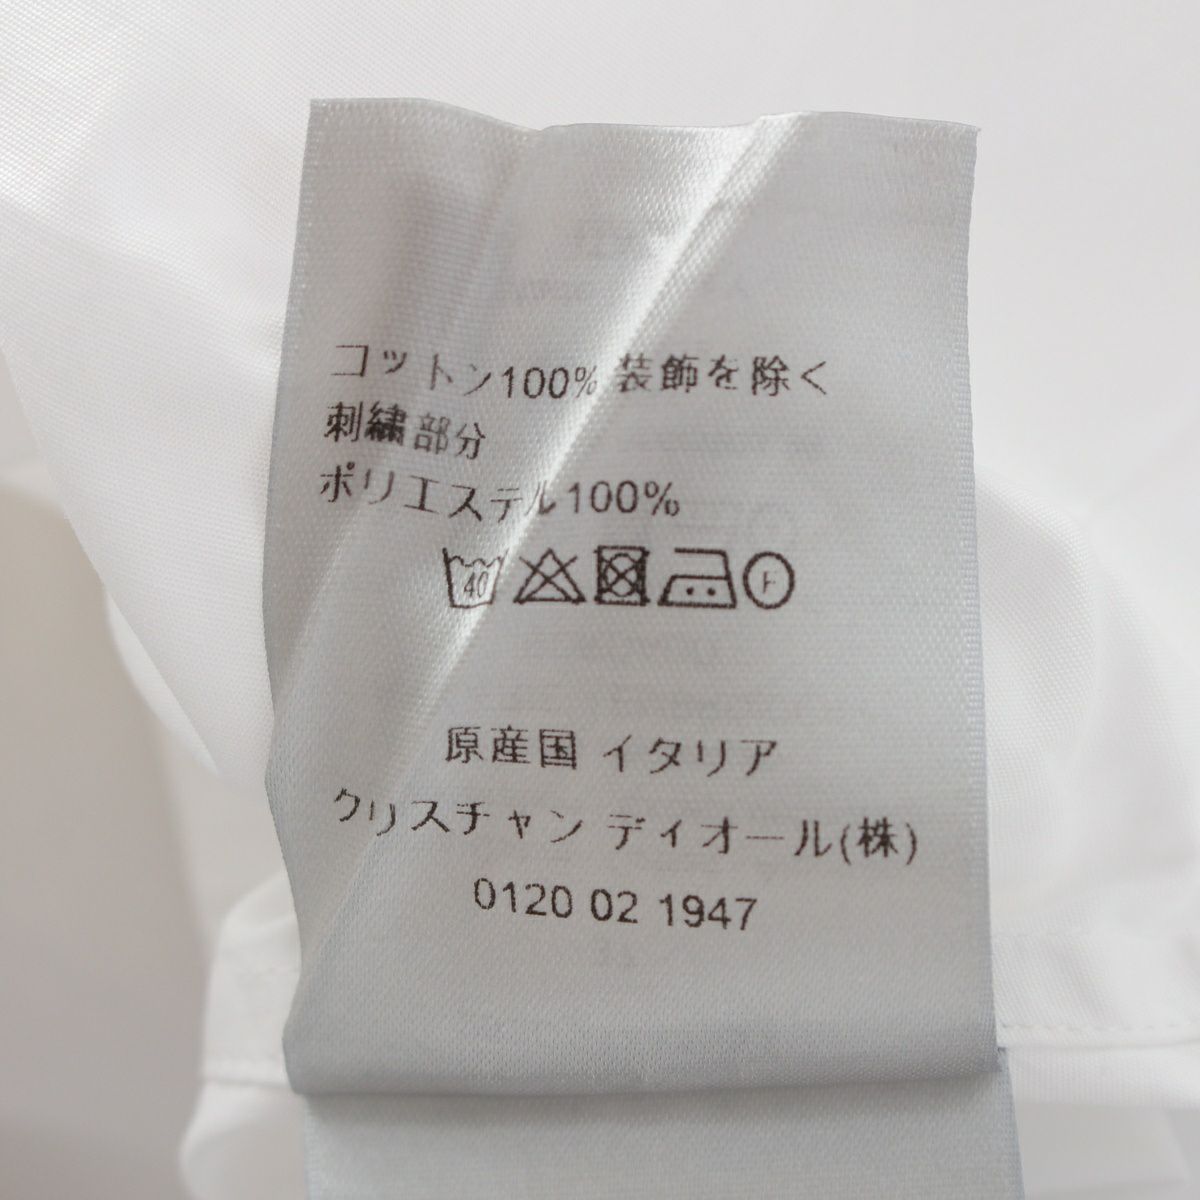 コットン100% 装飾を除く
刺繍部分
ポリエステル100%
40 F
原産国 イタリア
クリスチャン ディオール(株)
0120 02 1947